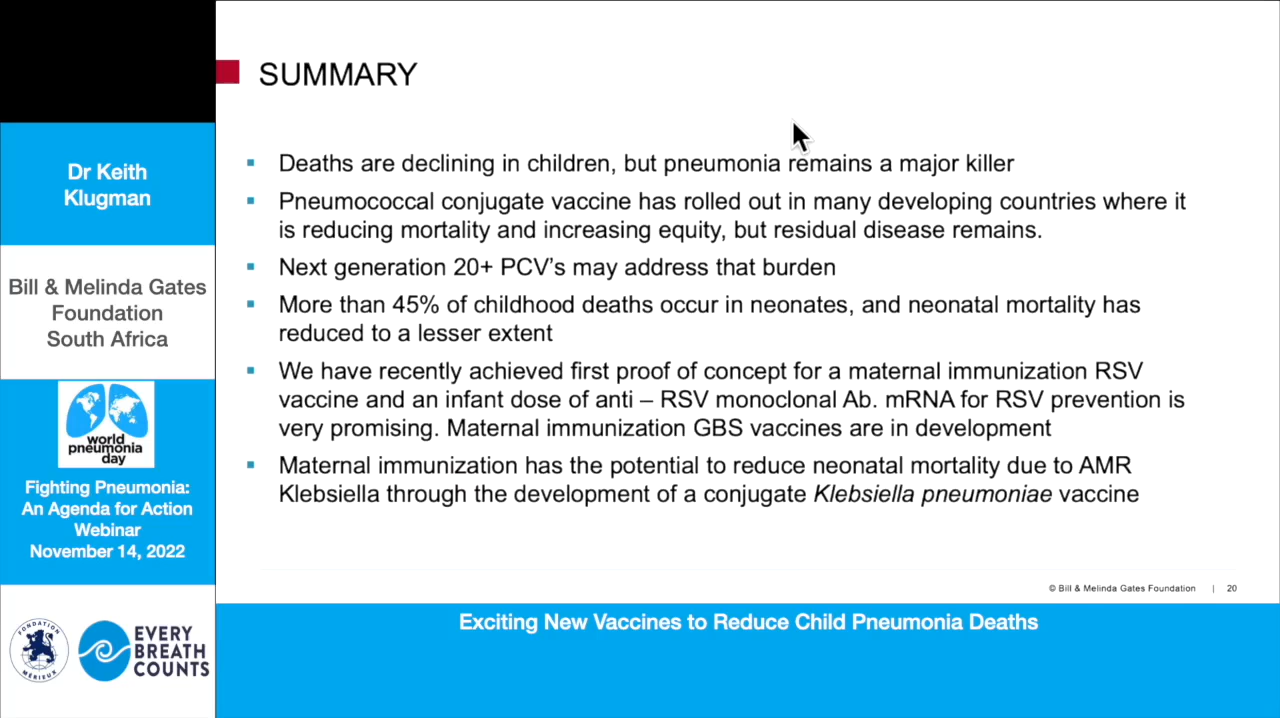 SUMMARY
Deaths are declining in children, but pneumonia remains a major killer
Pneumococcal conjugate vaccine has rolled out in many developing countries where it
is reducing mortality and increasing equity, but residual disease remains.
Next generation 20+ PCV’s may address that burden
More than 45% of childhood deaths occur in neonates, and neonatal mortality has
reduced to a lesser extent
We have recently achieved first proof of concept for a maternal immunization RSV
vaccine and an infant dose of anti – RSV monoclonal Ab. mRNA for RSV prevention is
very promising. Maternal immunization GBS vaccines are in development
Maternal immunization has the potential to reduce neonatal mortality due to AMR
Klebsiella through the development of a conjugate Klebsiella pneumoniae vaccine
© Bill & Melinda Gates Foundation | 20
Dr Keith
Klugman
Bill & Melinda Gates
Foundation
South Africa
world
pneumonia
day
Fighting Pneumonia:
An Agenda for Action
Webinar
November 14, 2022
FONDATION
MÉRIEUX
EVERY
BREATH
COUNTS
Exciting New Vaccines to Reduce Child Pneumonia Deaths